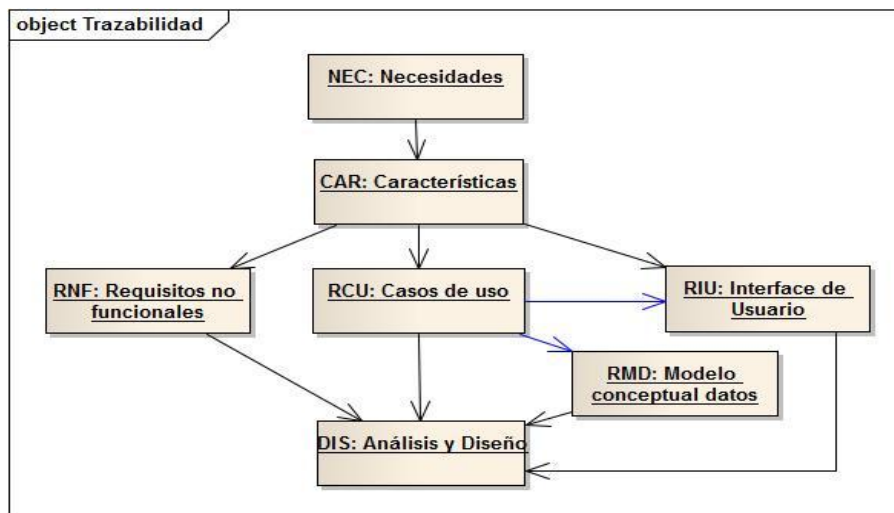 object Trazabilidad
NEC: Necesidades
CAR: Características
RNF: Requisitos no
funcionales
RCU: Casos de uso
RIU: Interface de
Usuario
RMD: Modelo
conceptual datos
DIS: Análisis y Diseño